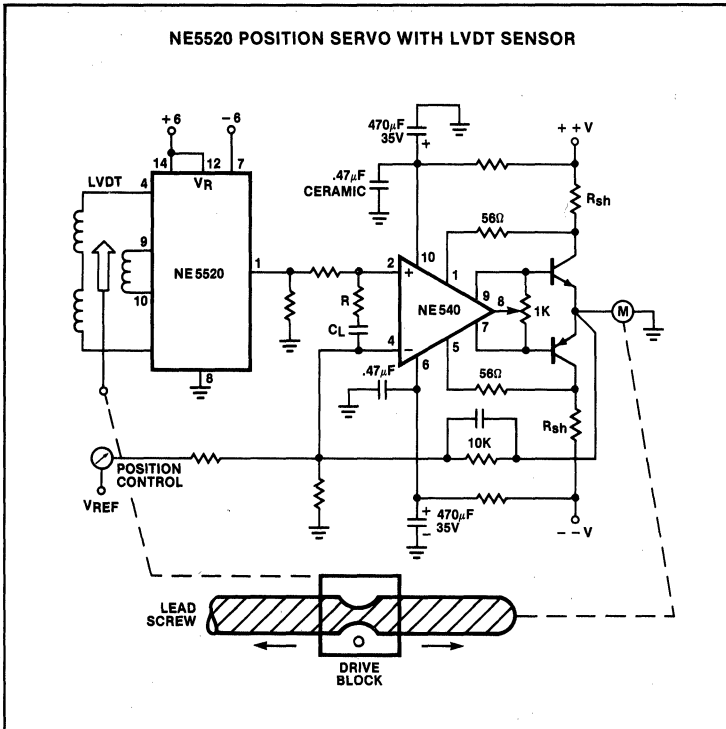 NE5520 POSITION SERVO WITH LVDT SENSOR
+6
−6
470μF
35V
+
++V
14
12
7
VR
LVDT
4
.47μF
CERAMIC
Rsh
56Ω
9
10
1
NE5520
1
2
+
R
CL
4
−
NE540
9
8
7
1K
M
5
6
8
.47μF
56Ω
Rsh
10K
POSITION
CONTROL
VREF
+
470μF
35V
−
−−V
LEAD
SCREW
DRIVE
BLOCK